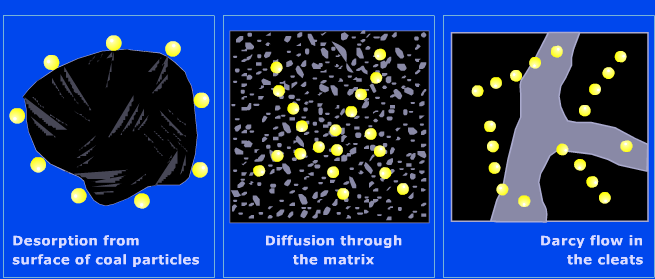 Desorption from
surface of coal particles
Diffusion through
the matrix
Darcy flow in
the cleats